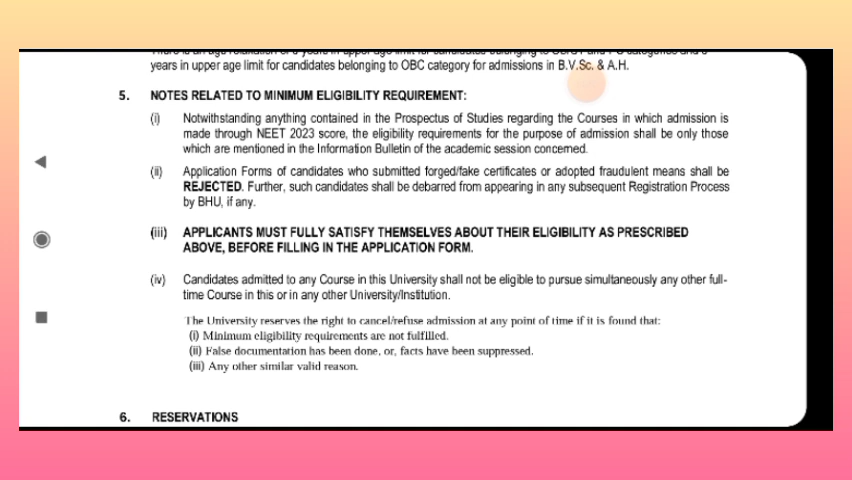 years in upper age limit for candidates belonging to OBC category for admissions in B.V.Sc. & A.H.
5. NOTES RELATED TO MINIMUM ELIGIBILITY REQUIREMENT:
(i) Notwithstanding anything contained in the Prospectus of Studies regarding the Courses in which admission is
made through NEET 2023 score, the eligibility requirements for the purpose of admission shall be only those
which are mentioned in the Information Bulletin of the academic session concerned.
(ii) Application Forms of candidates who submitted forged/fake certificates or adopted fraudulent means shall be
REJECTED. Further, such candidates shall be debarred from appearing in any subsequent Registration Process
by BHU, if any.
(iii) APPLICANTS MUST FULLY SATISFY THEMSELVES ABOUT THEIR ELIGIBILITY AS PRESCRIBED
ABOVE, BEFORE FILLING IN THE APPLICATION FORM.
(iv) Candidates admitted to any Course in this University shall not be eligible to pursue simultaneously any other full-
time Course in this or in any other University/Institution.
The University reserves the right to cancel/refuse admission at any point of time if it is found that:
(i) Minimum eligibility requirements are not fulfilled.
(ii) False documentation has been done, or, facts have been suppressed.
(iii) Any other similar valid reason.
6. RESERVATIONS